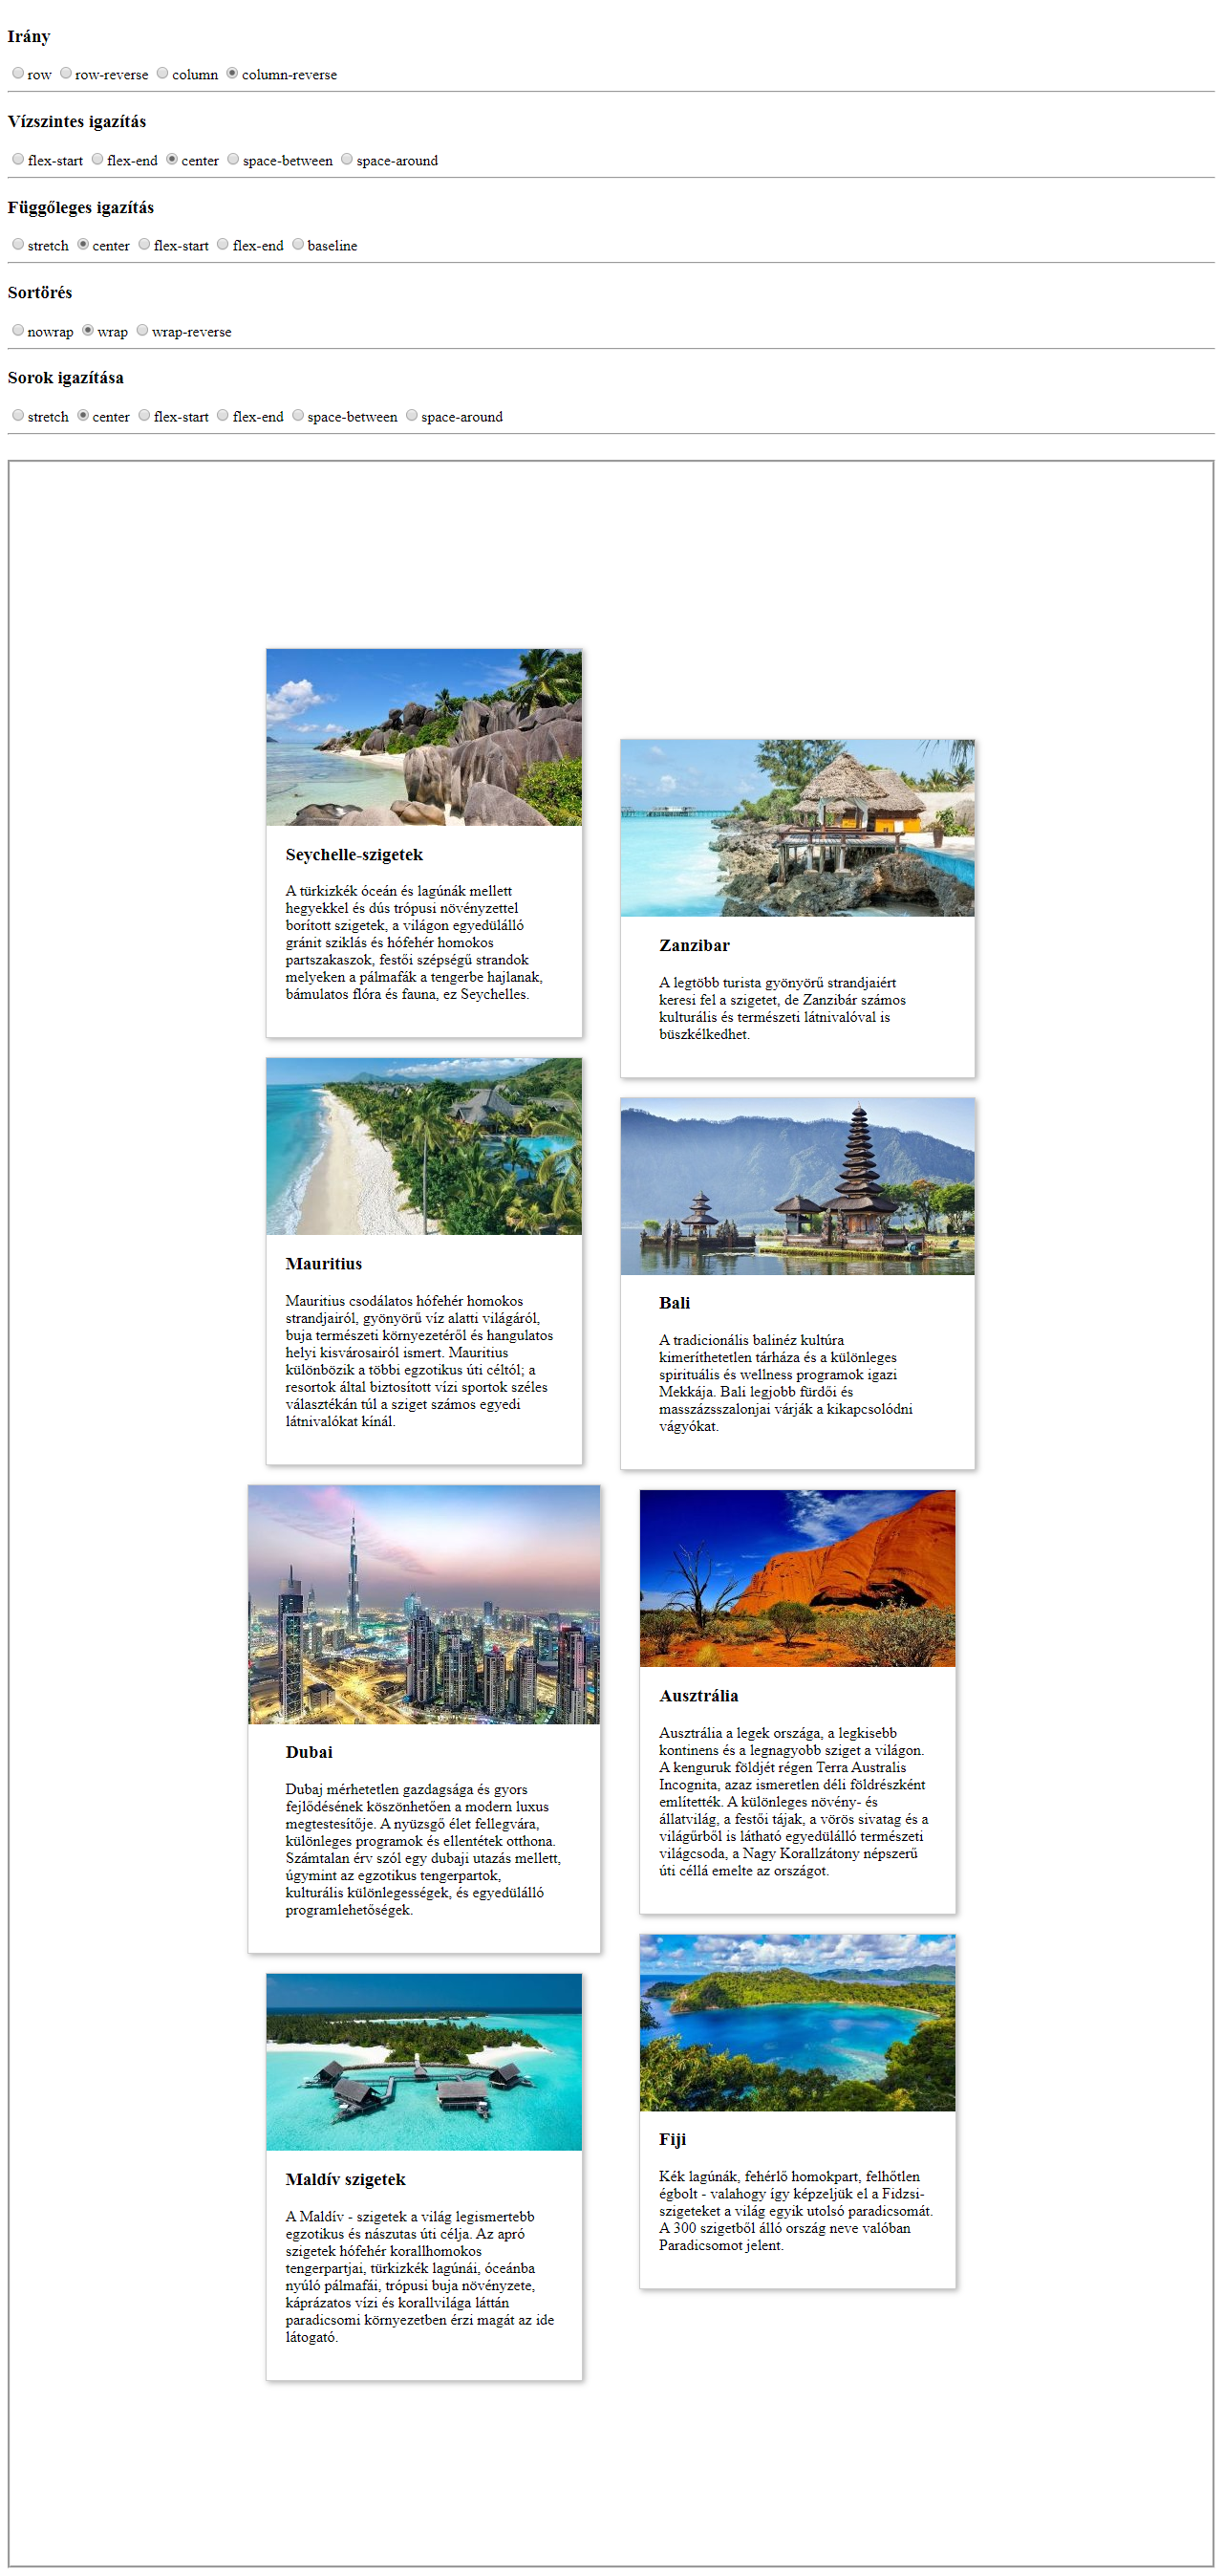 Irány
row row-reverse column column-reverse
Vízszintes igazítás
flex-start flex-end center space-between space-around
Függőleges igazítás
stretch center flex-start flex-end baseline
Sortörés
nowrap wrap wrap-reverse
Sorok igazítása
stretch center flex-start flex-end space-between space-around
Seychelle-szigetek
A türkizkék óceán és lagúnák mellett
hegyekkel és dús trópusi növényzettel
borított szigetek, a világon egyedülálló
gránit sziklás és hófehér homokos
partszakaszok, festői szépségű strandok
melyeken a pálmafák a tengerbe hajlanak,
bámulatos flóra és fauna, ez Seychelles.
Mauritius
Mauritius csodálatos hófehér homokos
strandjairól, gyönyörű víz alatti világáról,
buja természeti környezetéről és hangulatos
helyi kisvárosairól ismert. Mauritius
különbözik a többi egzotikus úti céltól; a
resortok által biztosított vízi sportok széles
választékán túl a sziget számos egyedi
látnivalókat kínál.
Dubai
Dubaj mérhetetlen gazdagsága és gyors
fejlődésének köszönhetően a modern luxus
megtestesítője. A nyüzsgő élet fellegvára,
különleges programok és ellentétek otthona.
Számtalan érv szól egy dubaji utazás mellett,
úgymint az egzotikus tengerpartok,
kulturális különlegességek, és egyedülálló
programlehetőségek.
Maldív szigetek
A Maldív - szigetek a világ legismertebb
egzotikus és nászutas úti célja. Az apró
szigetek hófehér korallhomokos
tengerpartjai, türkizkék lagúnái, óceánba
nyúló pálmafái, trópusi buja növényzete,
káprázatos vízi és korallvilága láttán
paradicsomi környezetben érzi magát az ide
látogató.
Zanzibar
A legtöbb turista gyönyörű strandjaiért
keresi fel a szigetet, de Zanzibár számos
kulturális és természeti látnivalóval is
büszkélkedhet.
Bali
A tradicionális balinéz kultúra
kimeríthetetlen tárháza és a különleges
spirituális és wellness programok igazi
Mekkája. Bali legjobb fürdői és
masszázsszalonjai várják a kikapcsolódni
vágyókat.
Ausztrália
Ausztrália a legek országa, a legkisebb
kontinens és a legnagyobb sziget a világon.
A kenguruk földjét régen Terra Australis
Incognita, azaz ismeretlen déli földrészként
említették. A különleges növény- és
állatvilág, a festői tájak, a vörös sivatag és a
világűrből is látható egyedülálló természeti
világcsoda, a Nagy Korallzátony népszerű
úti céllá emelte az országot.
Fiji
Kék lagúnák, fehérlő homokpart, felhőtlen
égbolt - valahogy így képzeljük el a Fidzsi-
szigeteket a világ egyik utolsó paradicsomát.
A 300 szigetből álló ország neve valóban
Paradicsomot jelent.